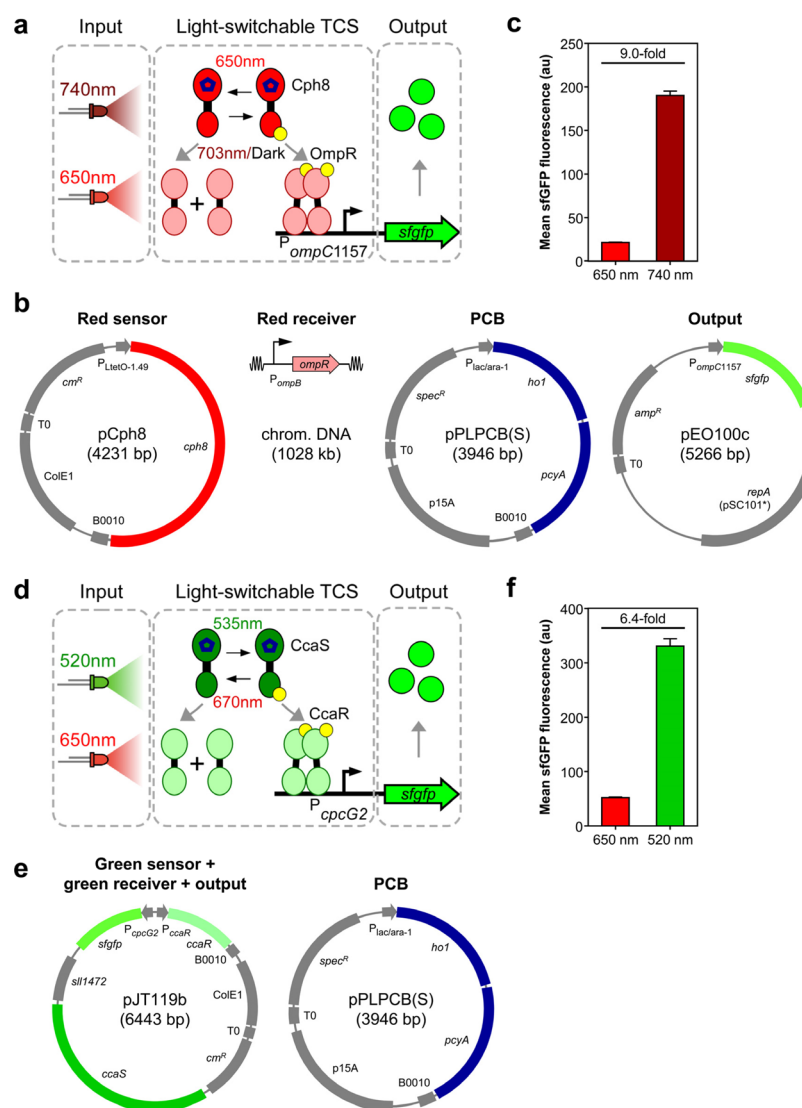 a
Input
Light-switchable TCS
Output
740nm
650nm
650nm
Cph8
703nm/Dark
OmpR
+
PompC1157
sfgfp
c
Mean sfGFP fluorescence (au)
250
200
150
100
50
0
9.0-fold
650 nm
740 nm
b
Red sensor
PLtetO-1.49
cmR
T0
ColE1
B0010
cph8
pCph8
(4231 bp)
Red receiver
ompR
PompB
chrom. DNA
(1028 kb)
PCB
Plac/ara-1
specR
ho1
T0
pPLPCB(S)
(3946 bp)
pcyA
p15A
B0010
Output
PompC1157
sfgfp
ampR
T0
pEO100c
(5266 bp)
repA
(pSC101*)
d
Input
Light-switchable TCS
Output
520nm
650nm
535nm
CcaS
670nm
CcaR
+
PcpcG2
sfgfp
f
Mean sfGFP fluorescence (au)
400
300
200
100
0
6.4-fold
650 nm
520 nm
e
Green sensor +
green receiver + output
PcpcG2
PccaR
sfgfp
ccaR
B0010
sll1472
ColE1
pJT119b
(6443 bp)
T0
cmR
ccaS
PCB
Plac/ara-1
specR
ho1
T0
pPLPCB(S)
(3946 bp)
pcyA
p15A
B0010